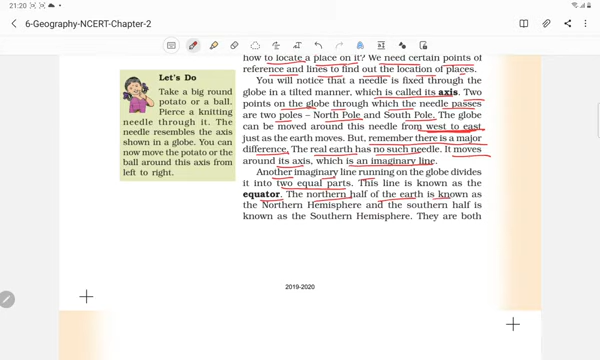 21:20
6-Geography-NCERT-Chapter-2
how to locate a place on it? We need certain points of
reference and lines to find out the location of places.
You will notice that a needle is fixed through the
globe in a tilted manner, which is called its axis. Two
points on the globe through which the needle passes
are two poles – North Pole and South Pole. The globe
can be moved around this needle from west to east
just as the earth moves. But, remember there is a major
difference. The real earth has no such needle. It moves
around its axis, which is an imaginary line.
Another imaginary line running on the globe divides
it into two equal parts. This line is known as the
equator. The northern half of the earth is known as
the Northern Hemisphere and the southern half is
known as the Southern Hemisphere. They are both
Let's Do
Take a big round
potato or a ball.
Pierce a knitting
needle through it. The
needle resembles the
axis shown in a globe.
You can now move the potato or the
ball around this axis from
left to right.
2019-2020